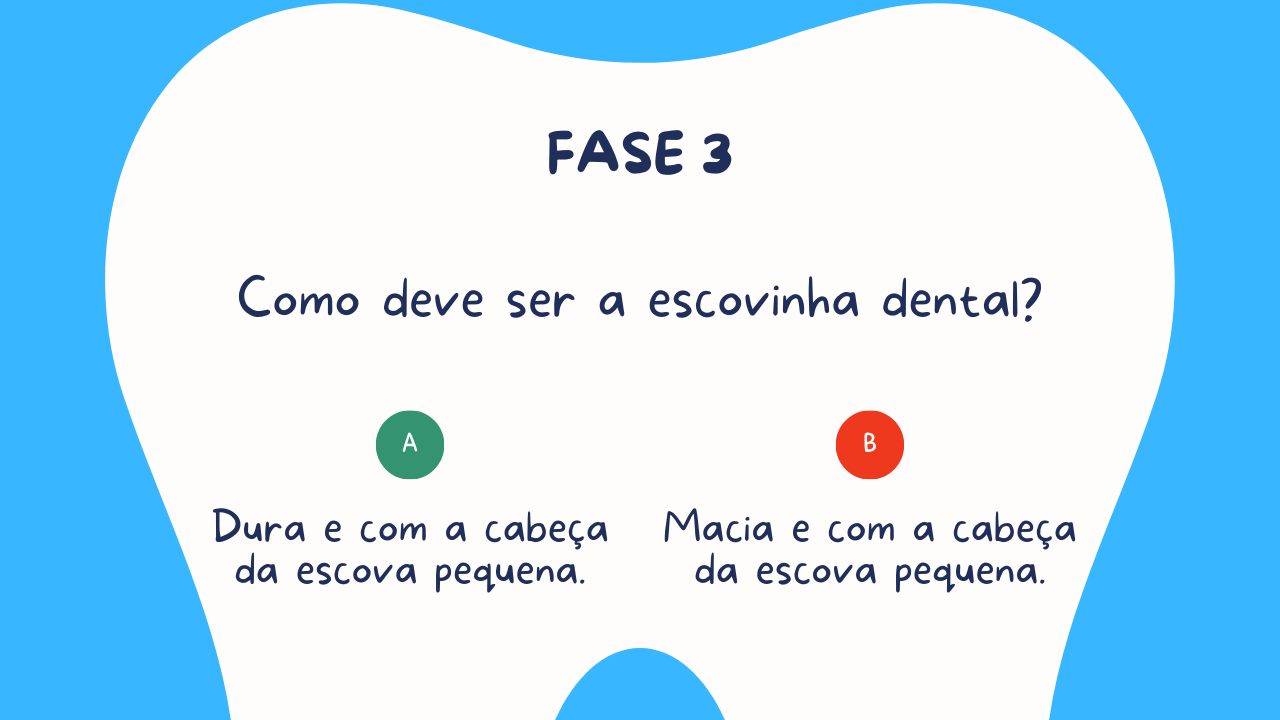 FASE 3
Como deve ser a escovinha dental?
A
Dura e com a cabeça
da escova pequena.
B
Macia e com a cabeça
da escova pequena.